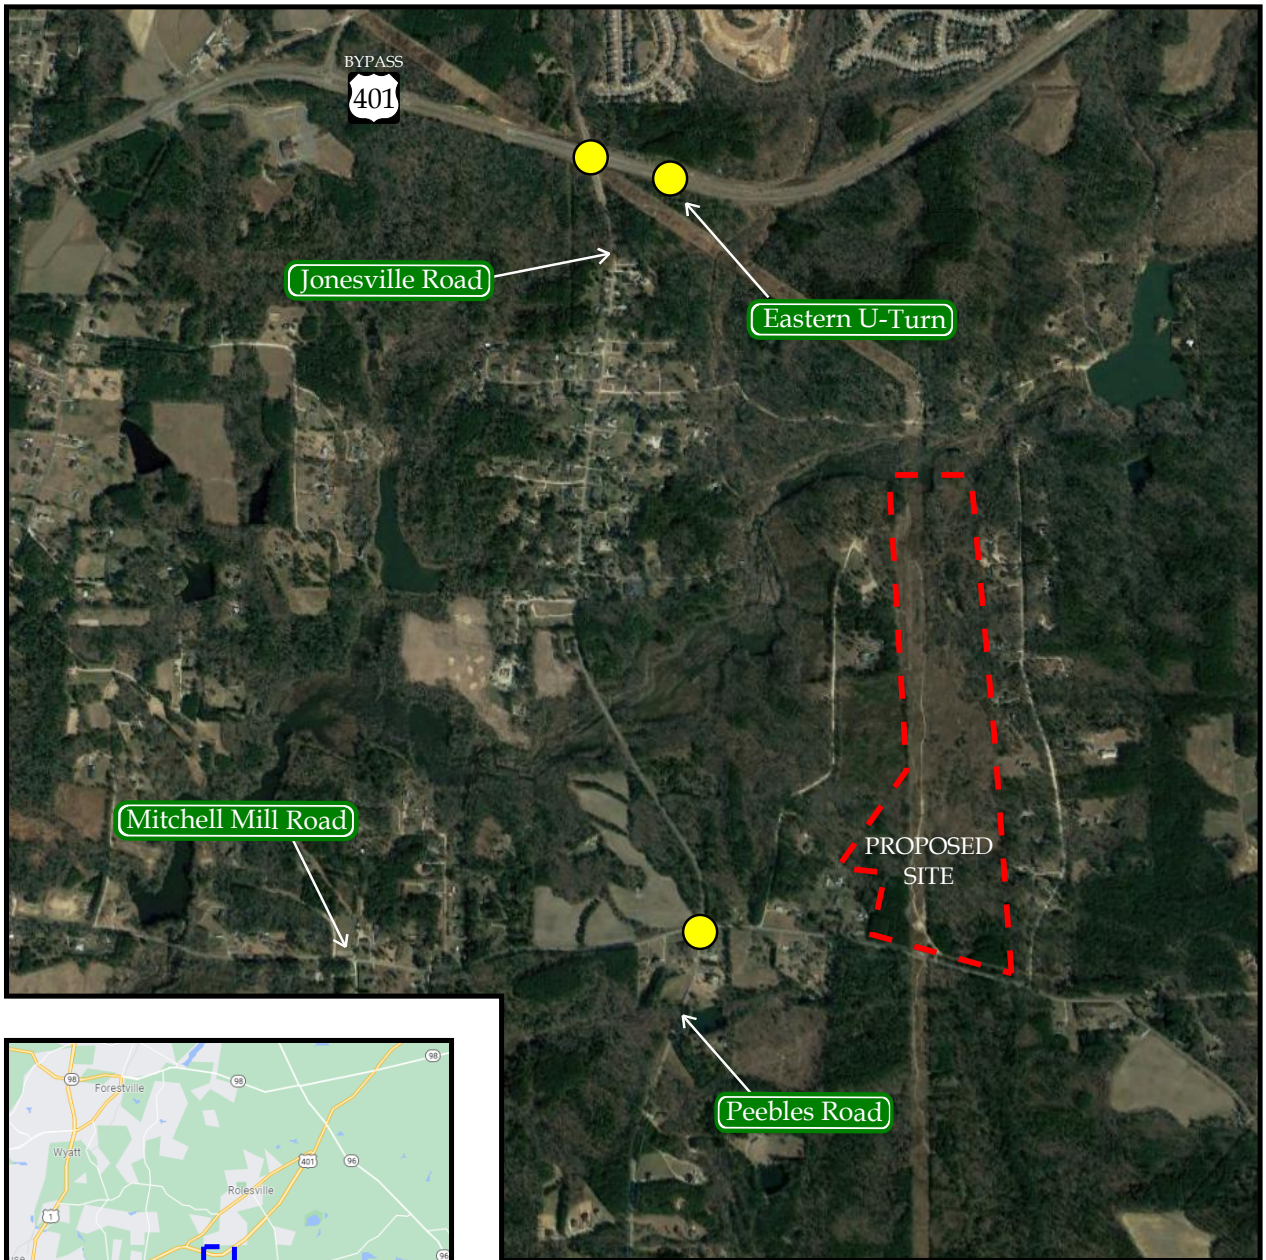 BYPASS
401
Jonesville Road
Eastern U-Turn
Mitchell Mill Road
PROPOSED
SITE
Peebles Road
98
98
98
Forestville
Wyatt
401
96
Rolesville
1
96